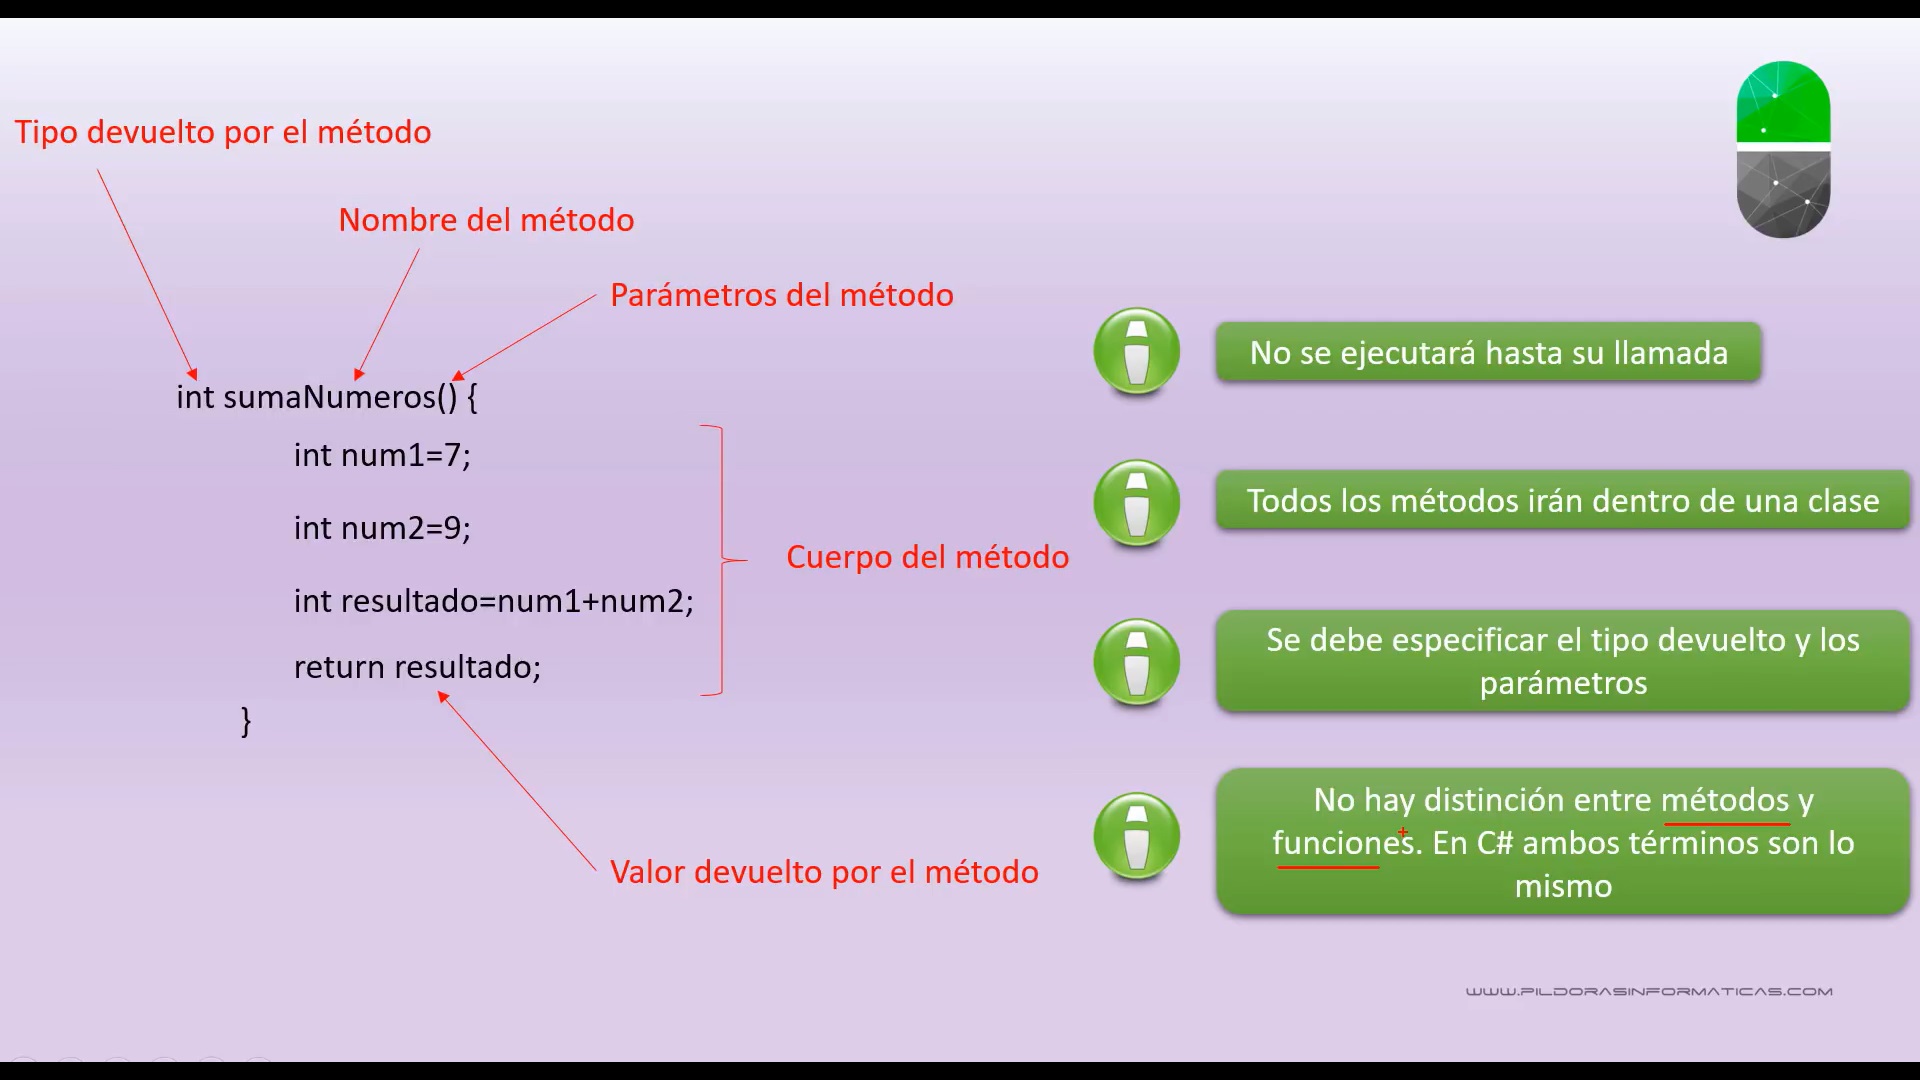 Tipo devuelto por el método
Nombre del método
Parámetros del método
int sumaNumeros() {
int num1=7;
int num2=9;
int resultado=num1+num2;
return resultado;
}
Cuerpo del método
Valor devuelto por el método
No se ejecutará hasta su llamada
Todos los métodos irán dentro de una clase
Se debe especificar el tipo devuelto y los
parámetros
No hay distinción entre métodos y
funciones. En C# ambos términos son lo
mismo
WWW.PILDORASINFORMATICAS.COM